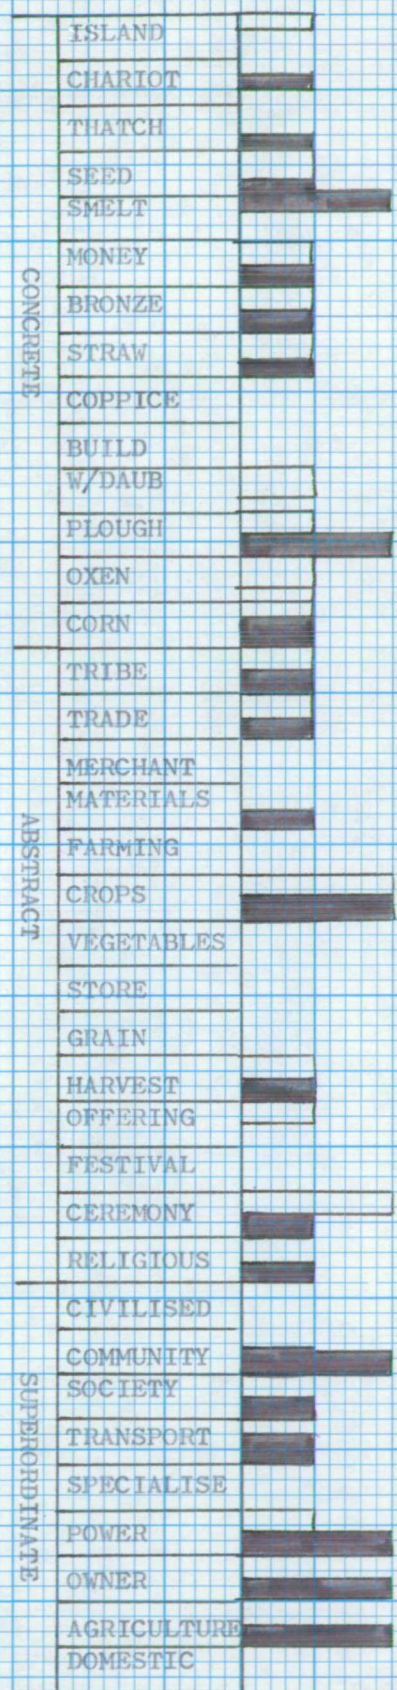 CONCRETE
ISLAND
CHARIOT
THATCH
SEED
SMELT
MONEY
BRONZE
STRAW
COPPICE
BUILD
W/DAUB
PLOUGH
OXEN
CORN
ABSTRACT
TRIBE
TRADE
MERCHANT
MATERIALS
FARMING
CROPS
VEGETABLES
STORE
GRAIN
HARVEST
OFFERING
FESTIVAL
CEREMONY
RELIGIOUS
SUPERORDINATE
CIVILISED
COMMUNITY
SOCIETY
TRANSPORT
SPECIALISE
POWER
OWNER
AGRICULTURE
DOMESTIC